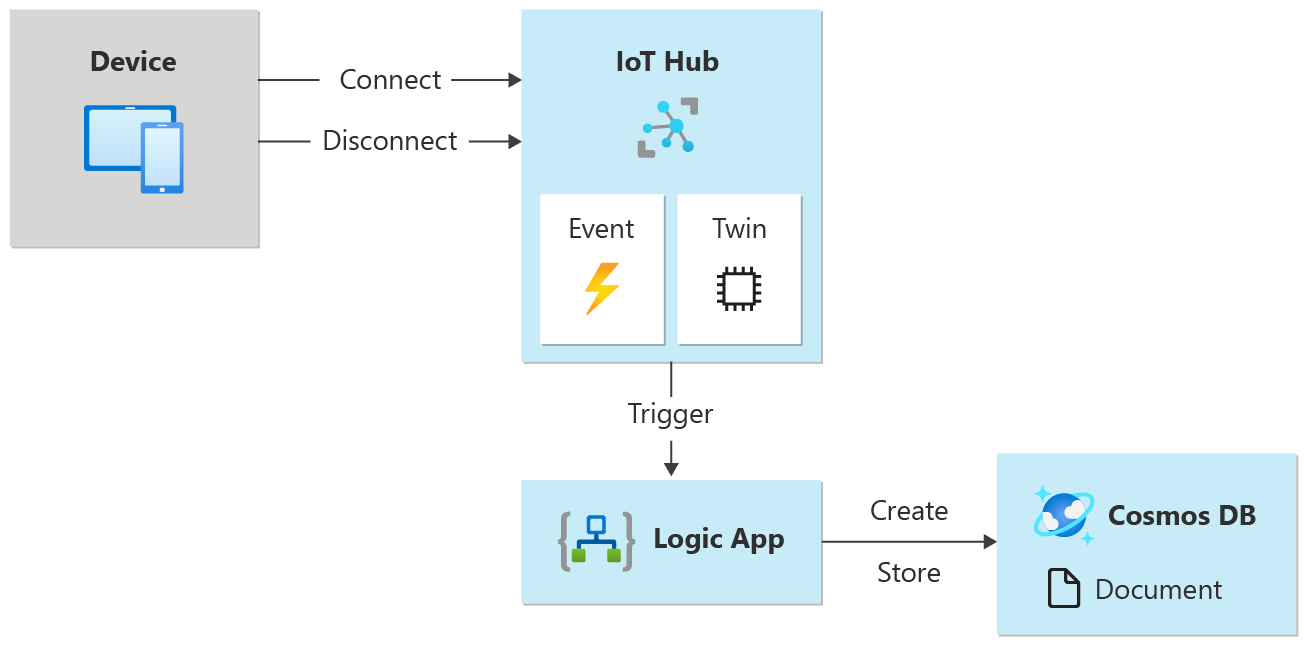 Device
Connect
Disconnect
IoT Hub
Event
Twin
Trigger
Logic App
Create
Store
Cosmos DB
Document